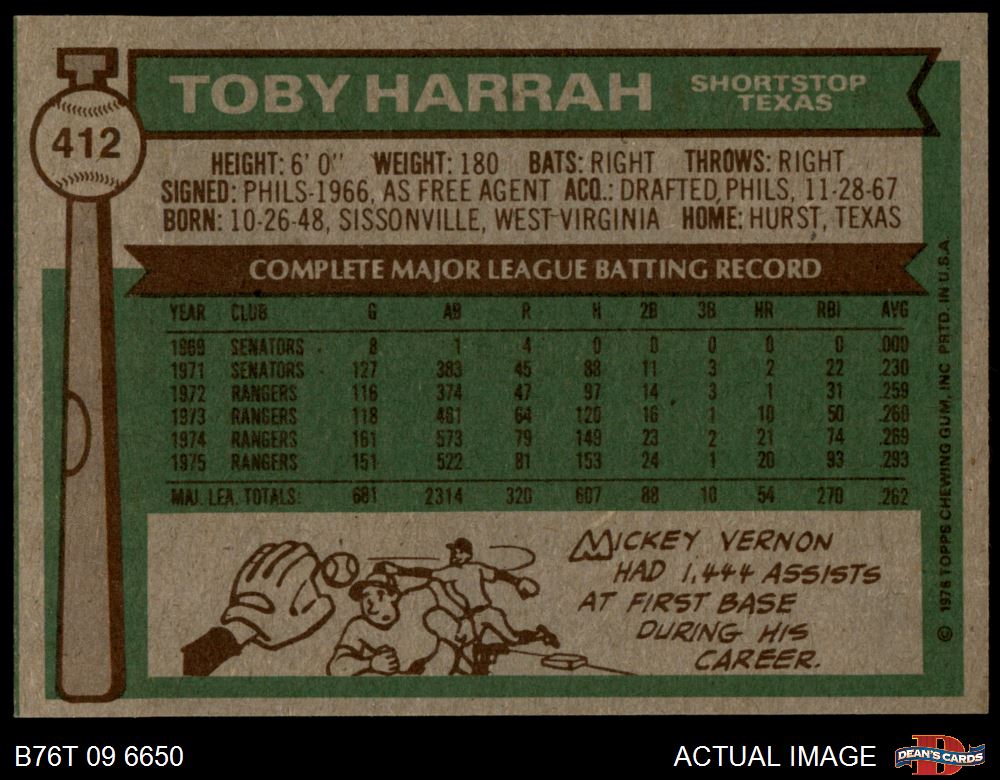 412
TOBY HARRAH
SHORTSTOP
TEXAS
HEIGHT: 6' 0" WEIGHT: 180 BATS: RIGHT THROWS: RIGHT
SIGNED: PHILS-1966, AS FREE AGENT ACQ.: DRAFTED, PHILS, 11-28-67
BORN: 10-26-48, SISSONVILLE, WEST VIRGINIA HOME: HURST, TEXAS
COMPLETE MAJOR LEAGUE BATTING RECORD
YEAR CLUB G AB R H 2B 3B HR RBI AVG
1969 SENATORS 8 1 4 0 0 0 0 0 .000
1971 SENATORS 127 383 45 88 11 3 2 22 .230
1972 RANGERS 116 374 47 97 14 3 1 31 .259
1973 RANGERS 118 461 64 120 16 1 10 50 .260
1974 RANGERS 161 573 79 149 23 2 21 74 .269
1975 RANGERS 151 522 81 153 24 1 20 93 .293
MAJ. LEA. TOTALS: 681 2314 320 607 88 10 54 270 .262
MICKEY VERNON
HAD 1,444 ASSISTS
AT FIRST BASE
DURING HIS
CAREER.
© 1976 TOPPS CHEWING GUM, INC PRTD. IN U.S.A.
B76T 09 6650
ACTUAL IMAGE
DEAN'S CARDS